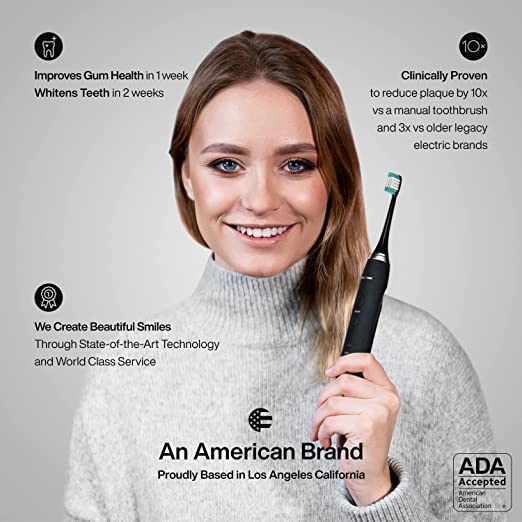 Improves Gum Health in 1 week
Whitens Teeth in 2 weeks
10×
Clinically Proven
to reduce plaque by 10x
vs a manual toothbrush
and 3x vs older legacy
electric brands
We Create Beautiful Smiles
Through State-of-the-Art Technology
and World Class Service
An American Brand
Proudly Based in Los Angeles California
ADA
Accepted
American
Dental
Association®